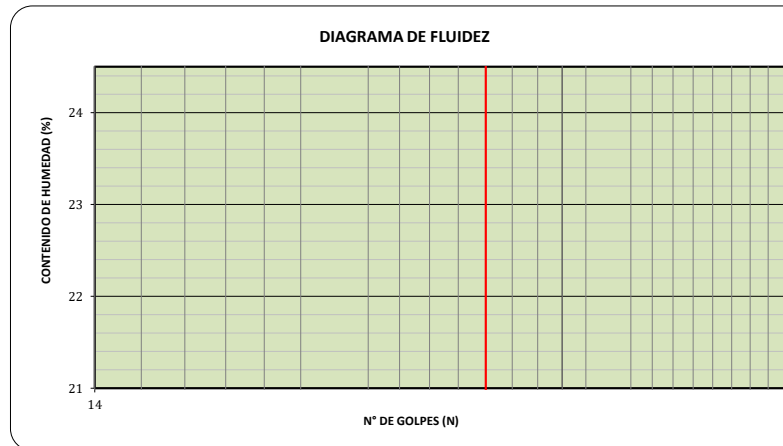 DIAGRAMA DE FLUIDEZ
CONTENIDO DE HUMEDAD (%)
24
23
22
21
14
N° DE GOLPES (N)